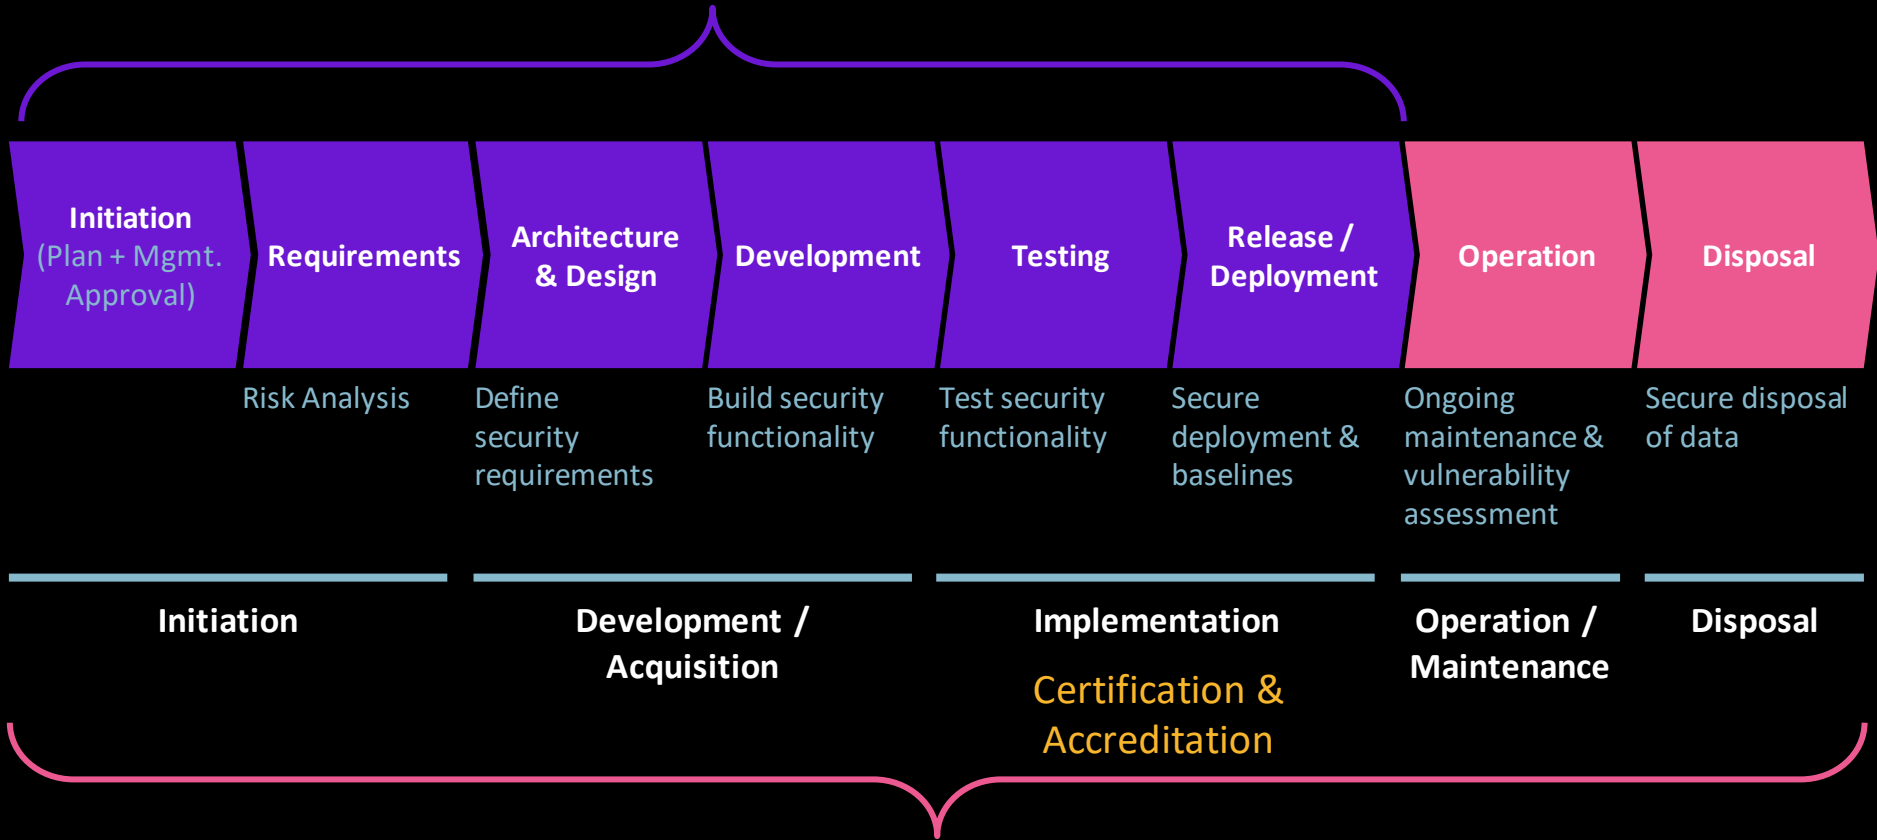 Initiation
(Plan + Mgmt.
Approval)
Requirements
Architecture
& Design
Development
Testing
Release /
Deployment
Operation
Disposal
Risk Analysis
Define
security
requirements
Build security
functionality
Test security
functionality
Secure
deployment &
baselines
Ongoing
maintenance &
vulnerability
assessment
Secure disposal
of data
Initiation
Development /
Acquisition
Implementation
Certification &
Accreditation
Operation /
Maintenance
Disposal